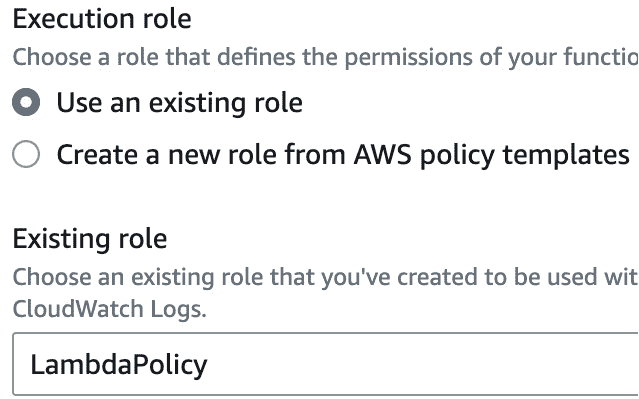 Execution role
Choose a role that defines the permissions of your functio
Use an existing role
Create a new role from AWS policy templates
Existing role
Choose an existing role that you've created to be used wit
CloudWatch Logs.
LambdaPolicy